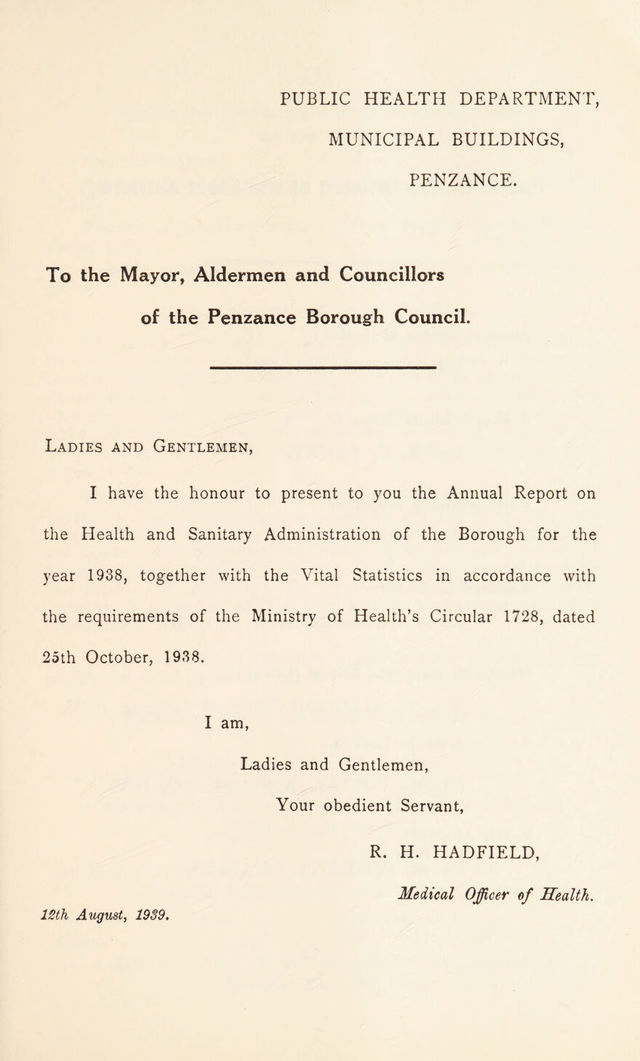 PUBLIC HEALTH DEPARTMENT,
MUNICIPAL BUILDINGS,
PENZANCE.
To the Mayor, Aldermen and Councillors
of the Penzance Borough Council.
LADIES AND GENTLEMEN,
I have the honour to present to you the Annual Report on
the Health and Sanitary Administration of the Borough for the
year 1938, together with the Vital Statistics in accordance with
the requirements of the Ministry of Health's Circular 1728, dated
25th October, 1938.
I am,
Ladies and Gentlemen,
Your obedient Servant,
R. H. HADFIELD,
Medical Officer of Health.
12th August, 1939.